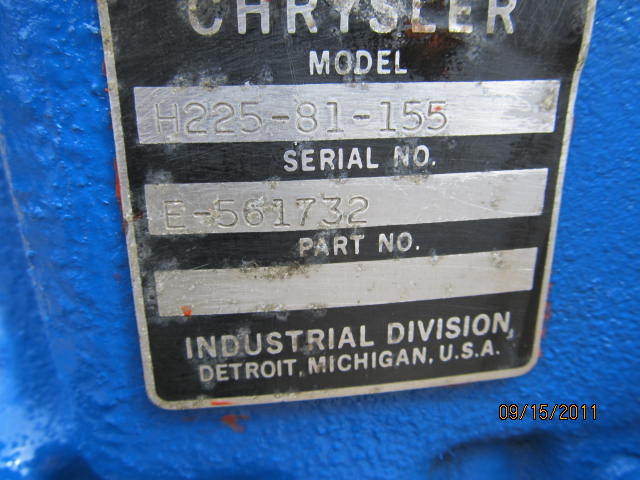 CHRYSLER
MODEL
H225-81-155
SERIAL NO.
E-561732
PART NO.
INDUSTRIAL DIVISION,
DETROIT, MICHIGAN, U.S.A.
09/15/2011